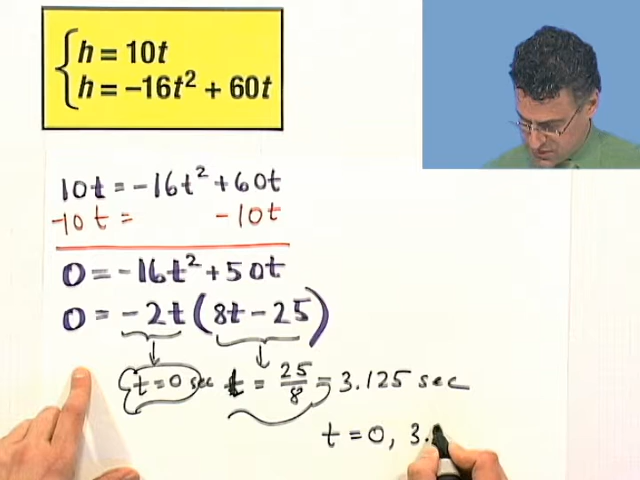 h = 10t
h = –16t² + 60t
10t = -16t² + 60t
-10t = -10t
0 = -16t² + 50t
0 = -2t (8t - 25)
t = 0 sec t = 25/8 = 3.125 sec
t = 0, 3.